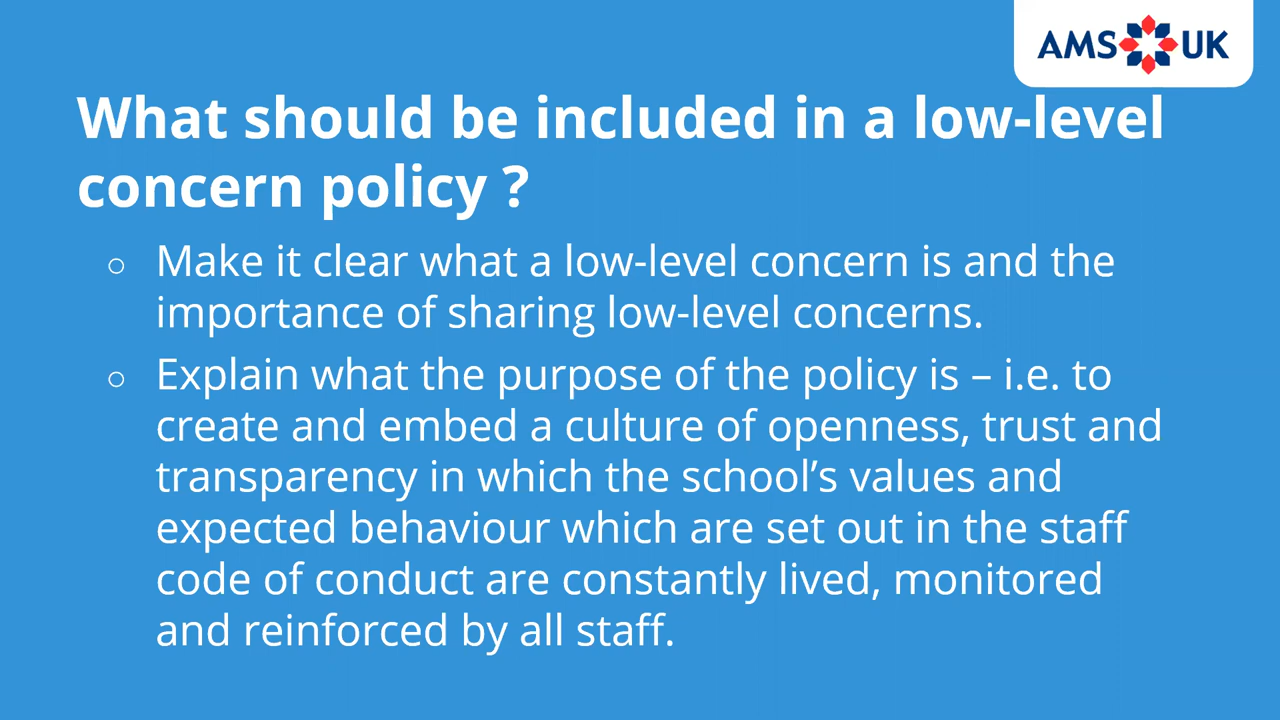 AMS UK
What should be included in a low-level
concern policy ?
○ Make it clear what a low-level concern is and the
importance of sharing low-level concerns.
○ Explain what the purpose of the policy is – i.e. to
create and embed a culture of openness, trust and
transparency in which the school’s values and
expected behaviour which are set out in the staff
code of conduct are constantly lived, monitored
and reinforced by all staff.